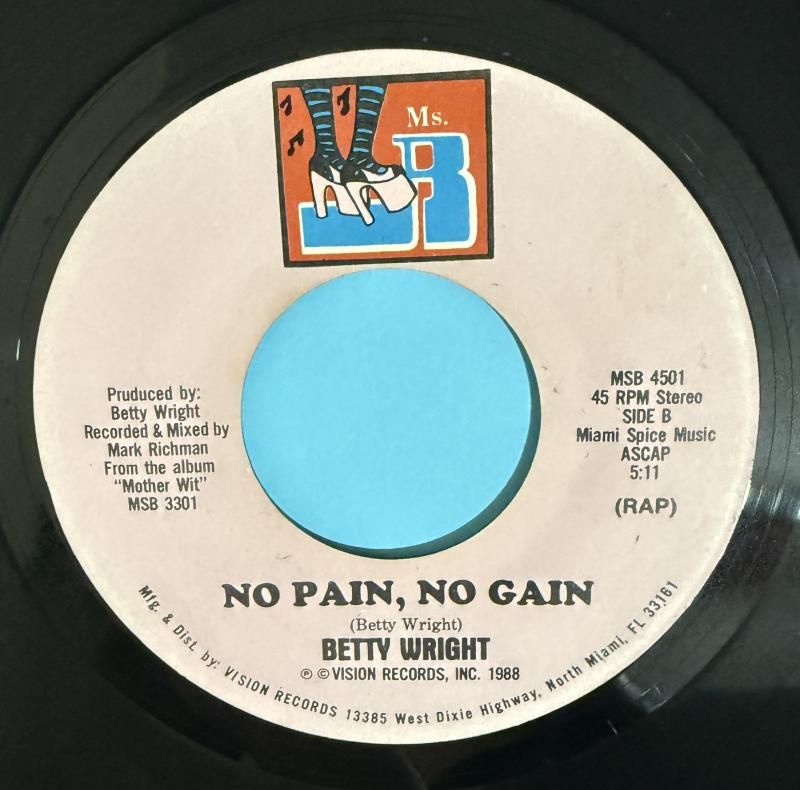 Ms.
B
Pruduced by:
Betty Wright
Recorded & Mixed by
Mark Richman
From the album
"Mother Wit"
MSB 3301
MSB 4501
45 RPM Stereo
SIDE B
Miami Spice Music
ASCAP
5:11
(RAP)
NO PAIN, NO GAIN
(Betty Wright)
BETTY WRIGHT
℗ © VISION RECORDS, INC. 1988
Mfg. & Dist. by: VISION RECORDS 13385 West Dixie Highway, North Miami, FL 33161